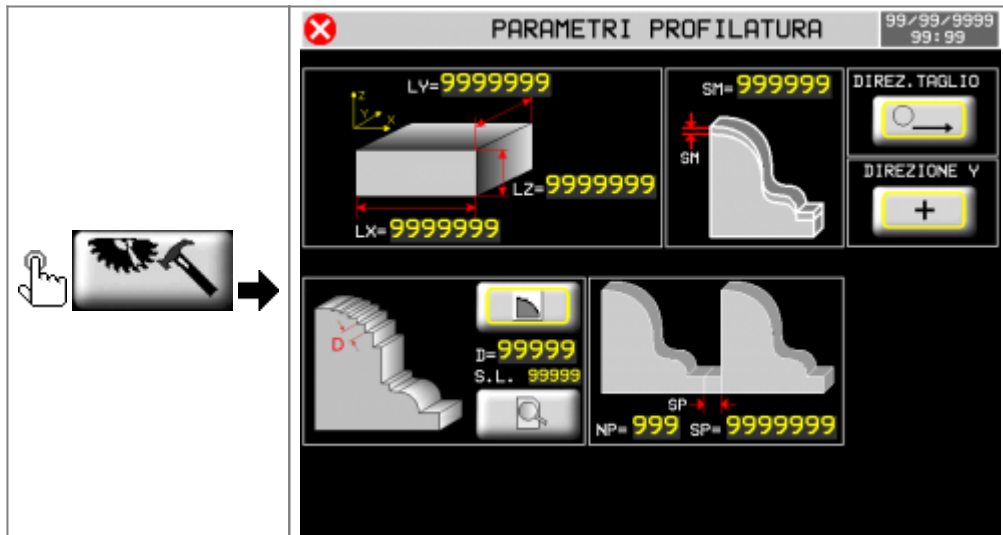 PARAMETRI PROFILATURA
99/99/9999
99:99
LY=9999999
Z
Y
X
LZ=9999999
LX=9999999
SM=999999
SM
DIREZ.TAGLIO
DIREZIONE Y
+
D
D=99999
S.L. 99999
SP
NP= 999 SP= 9999999